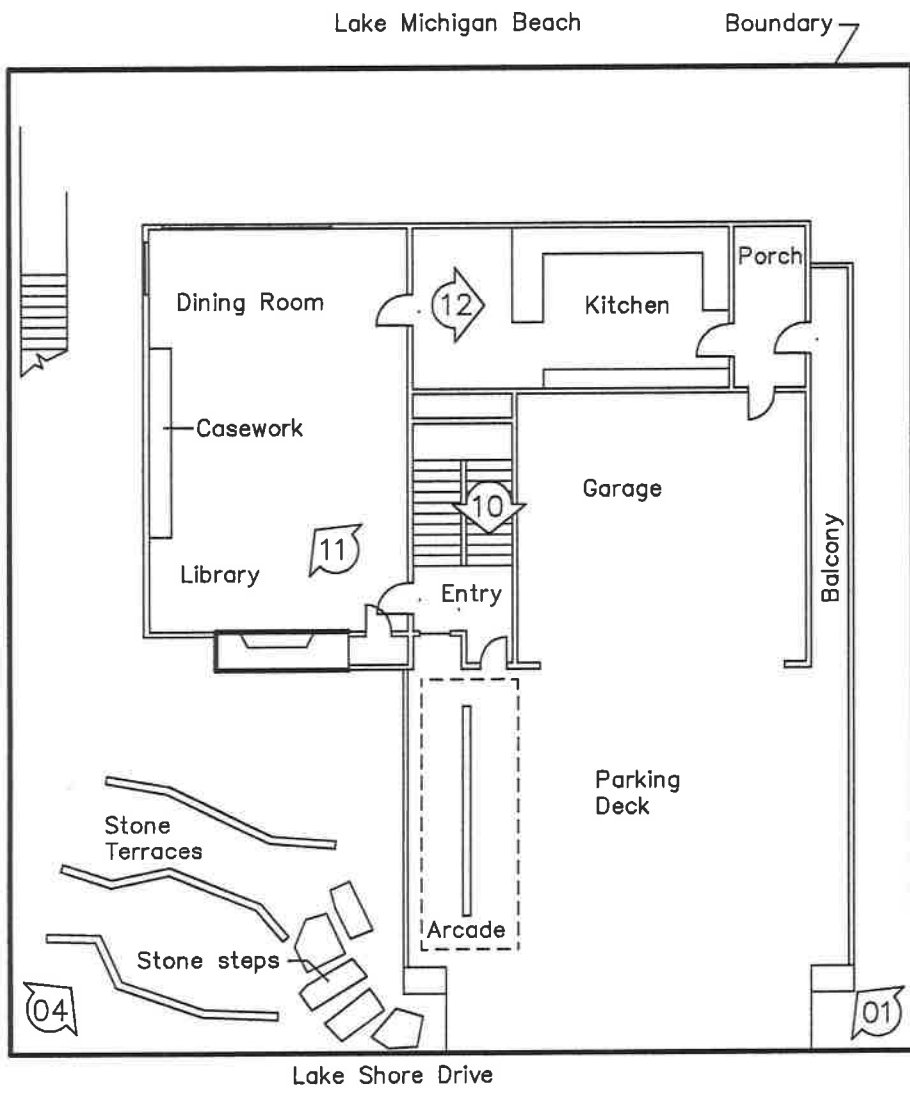 Lake Michigan Beach
Boundary
Porch
Dining Room
12
Kitchen
Casework
10
Garage
11
Library
Entry
Balcony
Parking
Deck
Stone
Terraces
Arcade
Stone steps
04
01
Lake Shore Drive